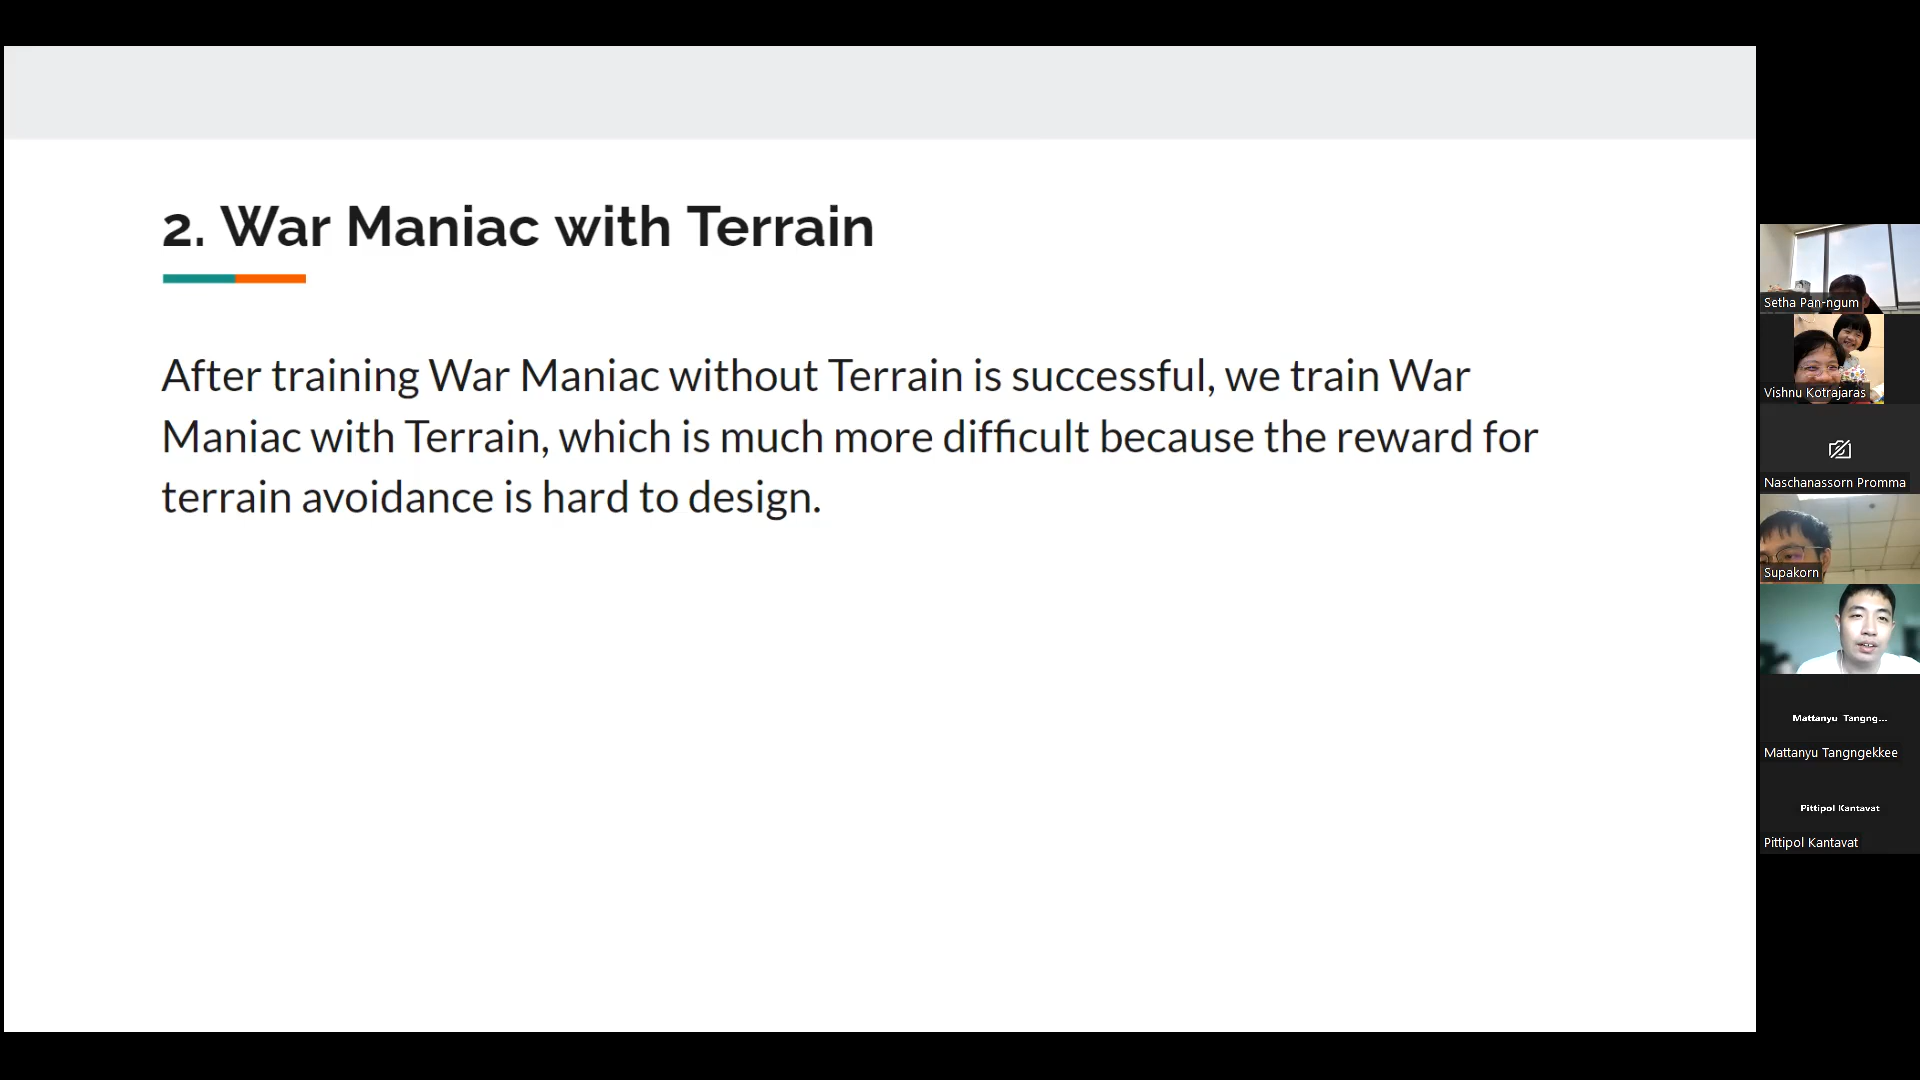 2. War Maniac with Terrain
After training War Maniac without Terrain is successful, we train War
Maniac with Terrain, which is much more difficult because the reward for
terrain avoidance is hard to design.
Setha Pan-ngum
Vishnu Kotrajaras
Naschanassorn Promma
Supakorn
Mattanyu Tangng...
Mattanyu Tangngekkee
Pittipol Kantavat
Pittipol Kantavat